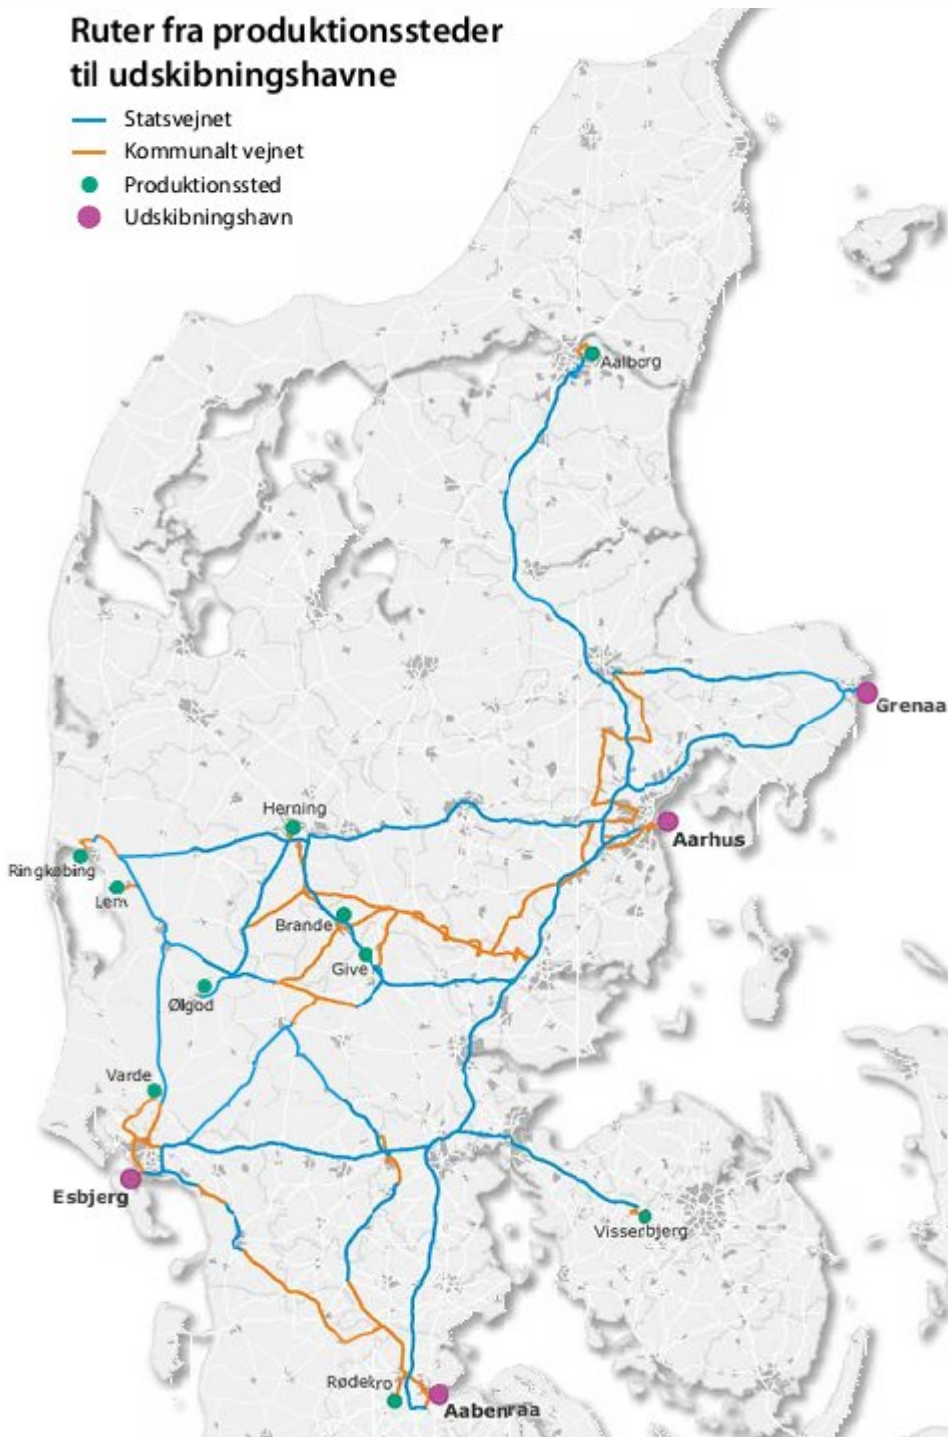 Ruter fra produktionssteder
til udskibningshavne
Statsvejnet
Kommunalt vejnet
Produktionssted
Udskibningshavn
Aalborg
Grenaa
Herning
Aarhus
Ringkøbing
Lem
Brande
Give
Ølgod
Varde
Esbjerg
Visserbjerg
Rødekro
Aabenraa